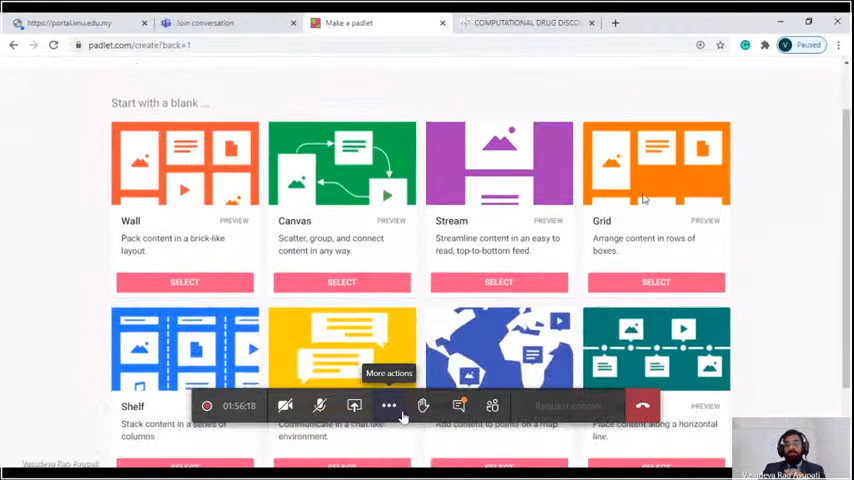 https://portal.imu.edu.my
Join conversation
Make a padlet
COMPUTATIONAL DRUG DISCO
padlet.com/create?back=1
Paused
Start with a blank ...
Wall
PREVIEW
Pack content in a brick-like
layout.
SELECT
Canvas
PREVIEW
Scatter, group, and connect
content in any way.
SELECT
Stream
PREVIEW
Streamline content in an easy to
read, top-to-bottom feed.
SELECT
Grid
PREVIEW
Arrange content in rows of
boxes.
SELECT
More actions
01:56:18
Request control
Shelf
Stack content in a series of
columns.
Communicate in a chat like
environment.
Add content to points on a map.
PREVIEW
Place content along a horizontal
line.
Vasudeva Rao Avupati
Vasudeva Rao Avupati